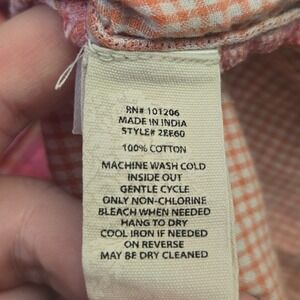 RN# 101206
MADE IN INDIA
STYLE# 2EE60
100% COTTON
MACHINE WASH COLD
INSIDE OUT
GENTLE CYCLE
ONLY NON-CHLORINE
BLEACH WHEN NEEDED
HANG TO DRY
COOL IRON IF NEEDED
ON REVERSE
MAY BE DRY CLEANED